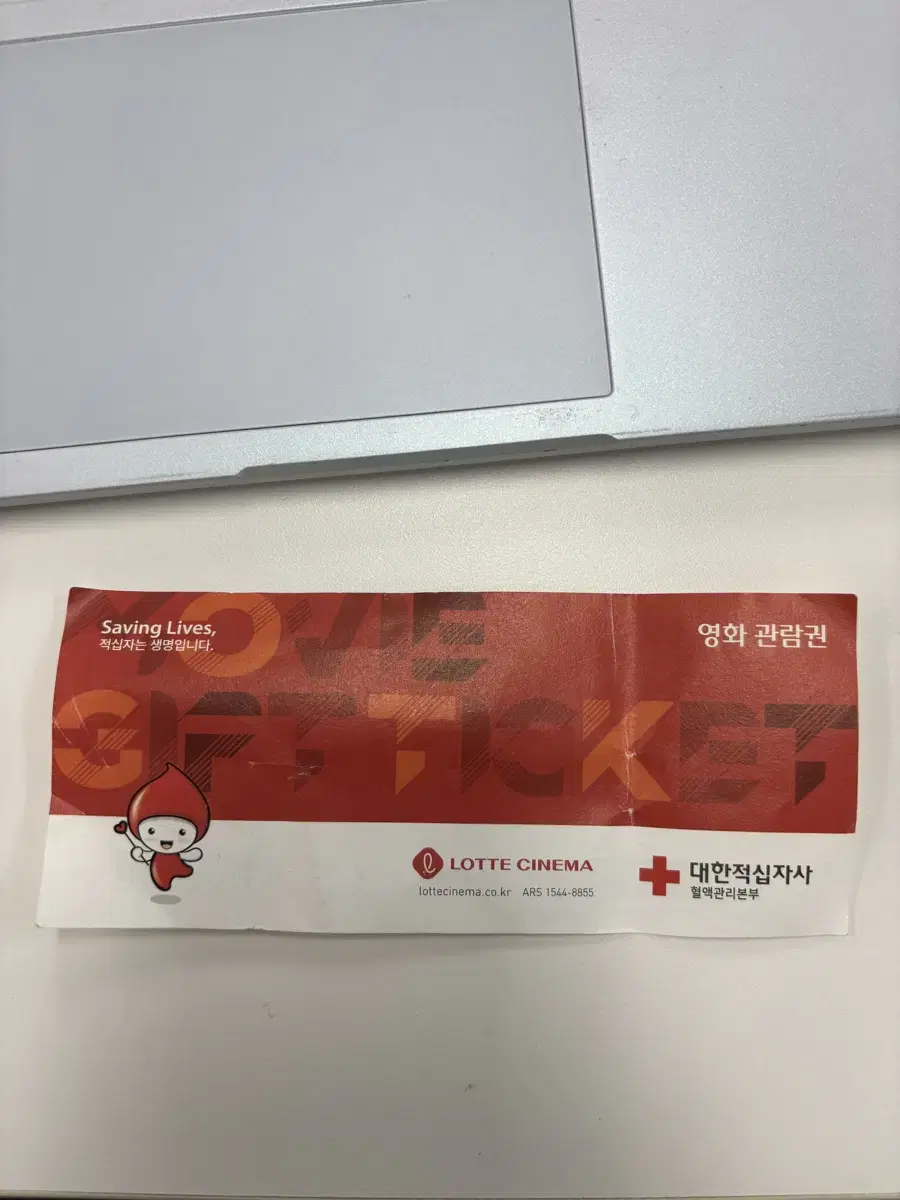 Saving Lives,
적십자는 생명입니다.
영화 관람권
MOVIE
GIFT TICKET
LOTTE CINEMA
lottecinema.co.kr ARS 1544-8855
대한적십자사
혈액관리본부